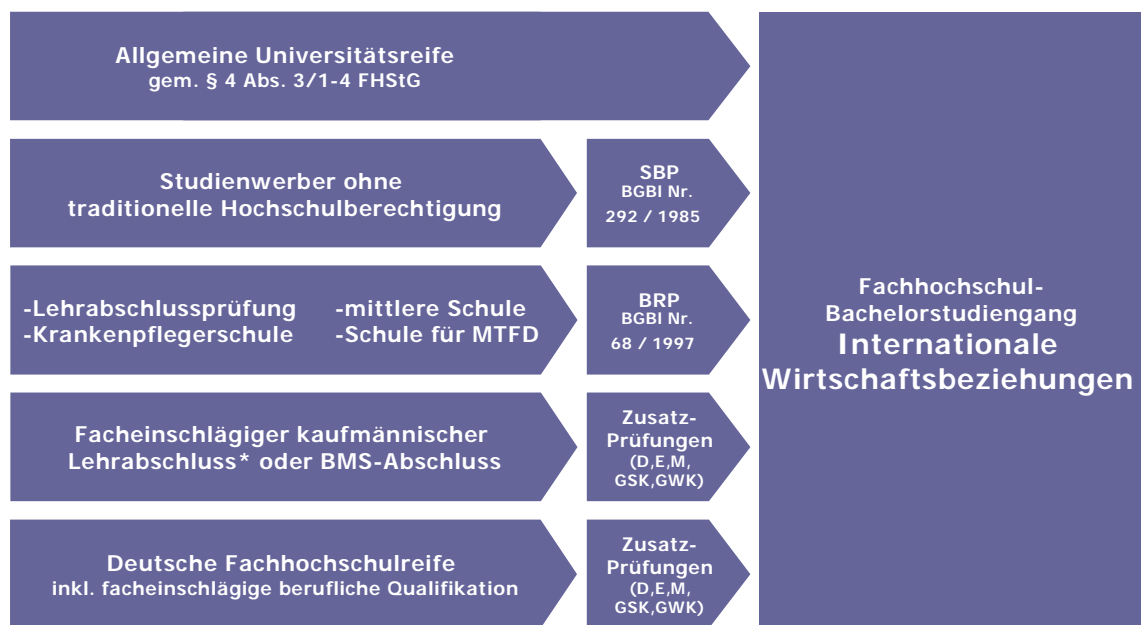 Allgemeine Universitätsreife
gem. § 4 Abs. 3/1-4 FHStG
Studienwerber ohne
traditionelle Hochschulberechtigung
SBP
BGBl Nr.
292 / 1985
-Lehrabschlussprüfung -mittlere Schule
-Krankenpflegerschule -Schule für MTFD
BRP
BGBl Nr.
68 / 1997
Facheinschlägiger kaufmännischer
Lehrabschluss* oder BMS-Abschluss
Zusatz-
Prüfungen
(D,E,M,
GSK,GWK)
Deutsche Fachhochschulreife
inkl. facheinschlägige berufliche Qualifikation
Zusatz-
Prüfungen
(D,E,M,
GSK,GWK)
Fachhochschul-
Bachelorstudiengang
Internationale
Wirtschaftsbeziehungen